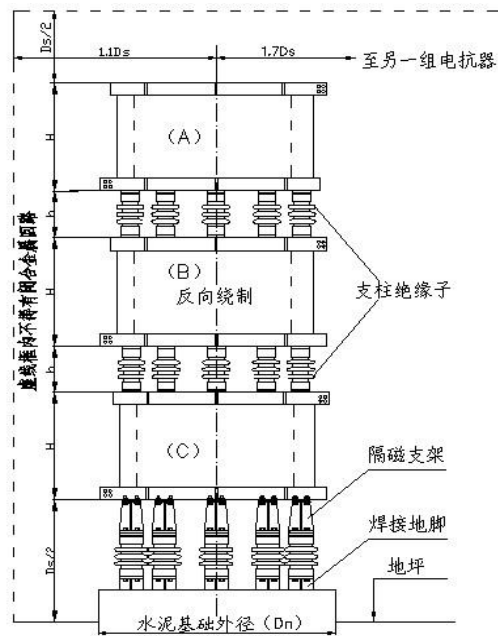 Ds/2
1.1Ds
1.7Ds
至另一组电抗器
H
(A)
h
虚线框内不得有闭合金属回路
H
(B)
反向绕制
支柱绝缘子
h
H
(C)
隔磁支架
Ds/2
焊接地脚
地坪
水泥基础外径(Dn)